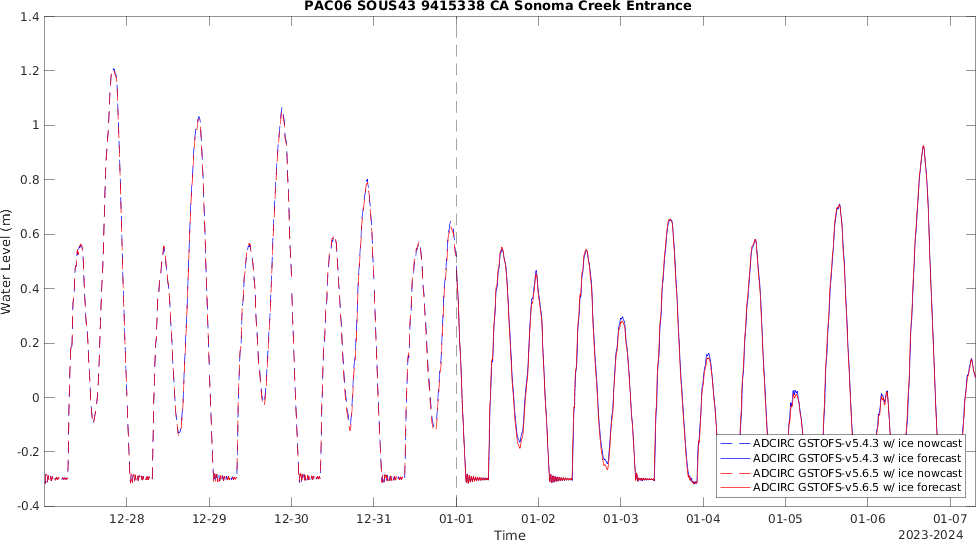 PAC06 SOUS43 9415338 CA Sonoma Creek Entrance
1.4
1.2
1
0.8
0.6
0.4
0.2
0
-0.2
-0.4
Water Level (m)
ADCIRC GSTOFS-v5.4.3 w/ ice nowcast
ADCIRC GSTOFS-v5.4.3 w/ ice forecast
ADCIRC GSTOFS-v5.6.5 w/ ice nowcast
ADCIRC GSTOFS-v5.6.5 w/ ice forecast
12-28 12-29 12-30 12-31 01-01 01-02 01-03 01-04 01-05 01-06 01-07
Time
2023-2024